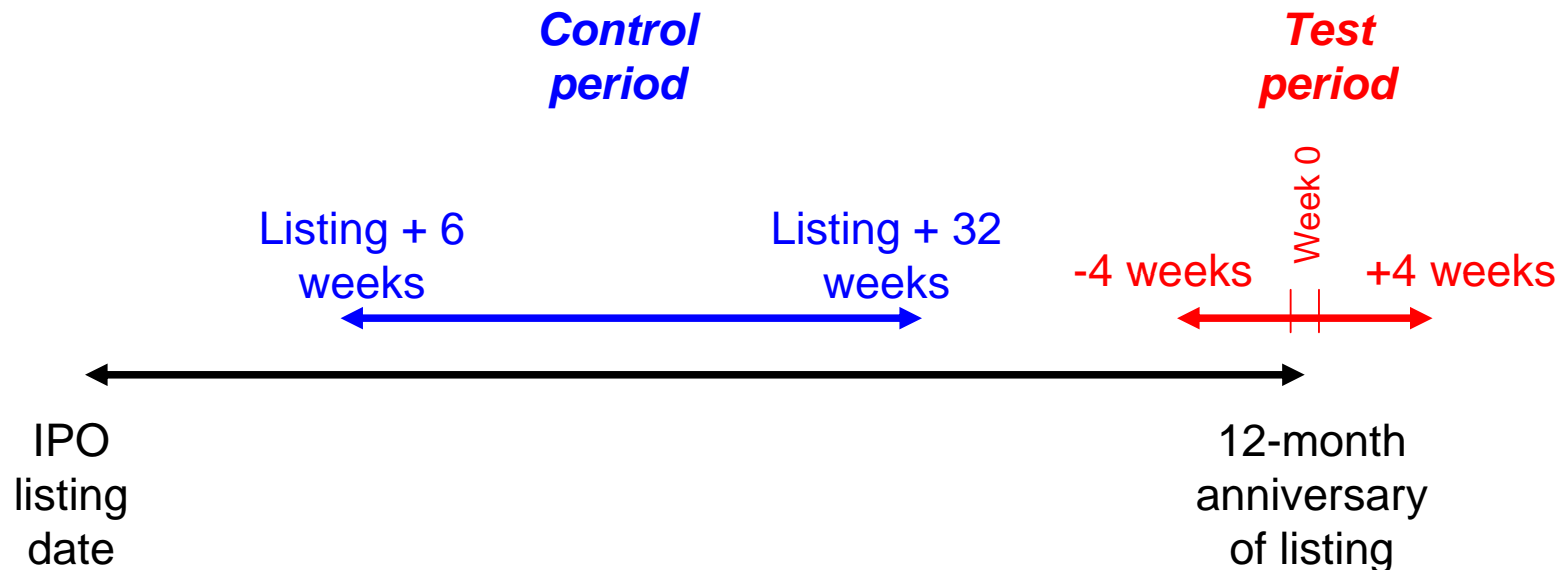 Control
period
Test
period
Listing + 6
weeks
Listing + 32
weeks
-4 weeks
Week 0
+4 weeks
IPO
listing
date
12-month
anniversary
of listing